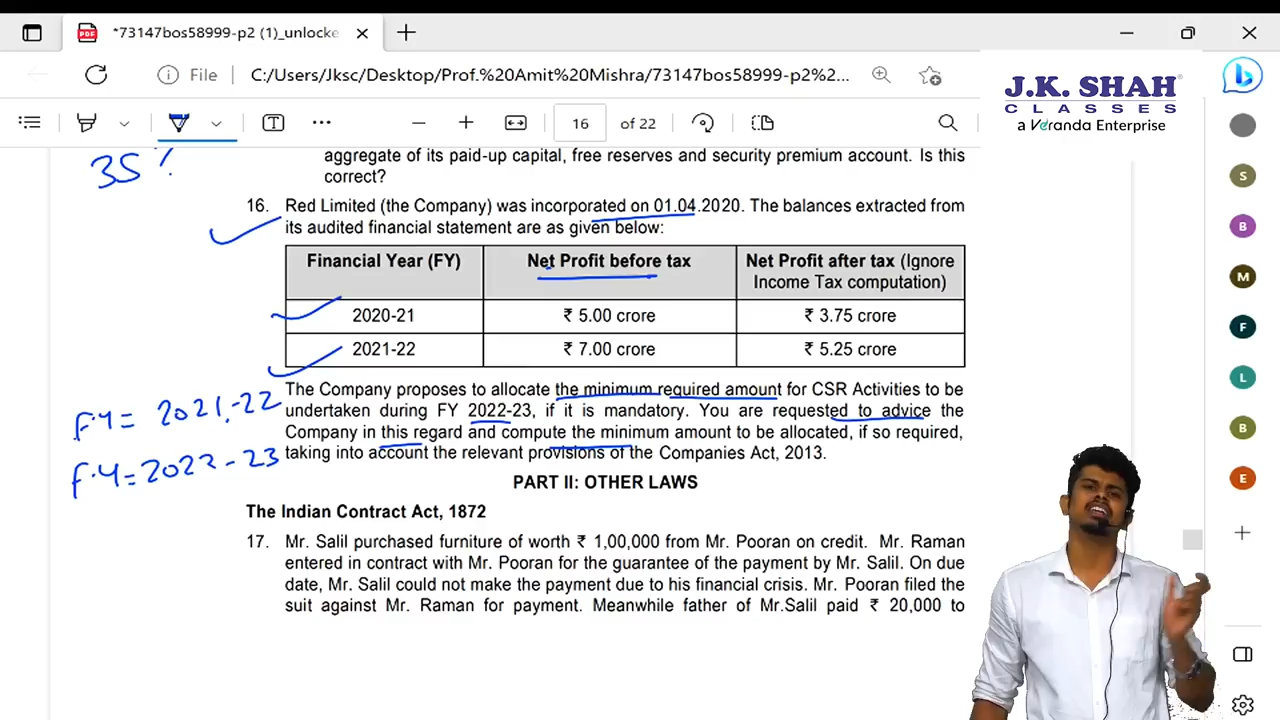 *73147bos58999-p2 (1)_unlocke
File
C:/Users/Jksc/Desktop/Prof.%20Amit%20Mishra/73147bos58999-p2%2...
J.K. SHAH
CLASSES
a Veranda Enterprise
16 of 22
35 ?
aggregate of its paid-up capital, free reserves and security premium account. Is this
correct?
16. Red Limited (the Company) was incorporated on 01.04.2020. The balances extracted from
its audited financial statement are as given below:
Financial Year (FY) Net Profit before tax Net Profit after tax (Ignore
Income Tax computation)
2020-21 ₹ 5.00 crore ₹ 3.75 crore
2021-22 ₹ 7.00 crore ₹ 5.25 crore
The Company proposes to allocate the minimum required amount for CSR Activities to be
undertaken during FY 2022-23, if it is mandatory. You are requested to advice the
Company in this regard and compute the minimum amount to be allocated, if so required,
taking into account the relevant provisions of the Companies Act, 2013.
F.Y = 2021-22
F.Y = 2022-23
PART II: OTHER LAWS
The Indian Contract Act, 1872
17. Mr. Salil purchased furniture of worth ₹ 1,00,000 from Mr. Pooran on credit. Mr. Raman
entered in contract with Mr. Pooran for the guarantee of the payment by Mr. Salil. On due
date, Mr. Salil could not make the payment due to his financial crisis. Mr. Pooran filed the
suit against Mr. Raman for payment. Meanwhile father of Mr.Salil paid ₹ 20,000 to
S
B
M
F
L
B
E